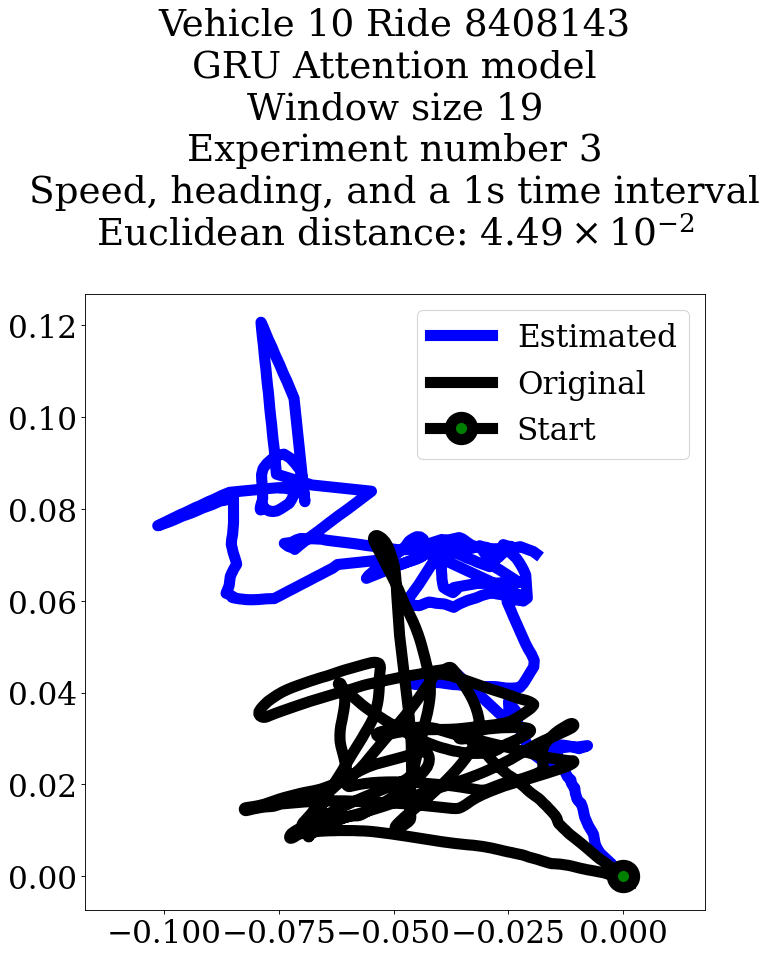 Vehicle 10 Ride 8408143
GRU Attention model
Window size 19
Experiment number 3
Speed, heading, and a 1s time interval
Euclidean distance: 4.49 × 10⁻²
Estimated
Original
Start
0.12
0.10
0.08
0.06
0.04
0.02
0.00
−0.100 −0.075 −0.050 −0.025 0.000